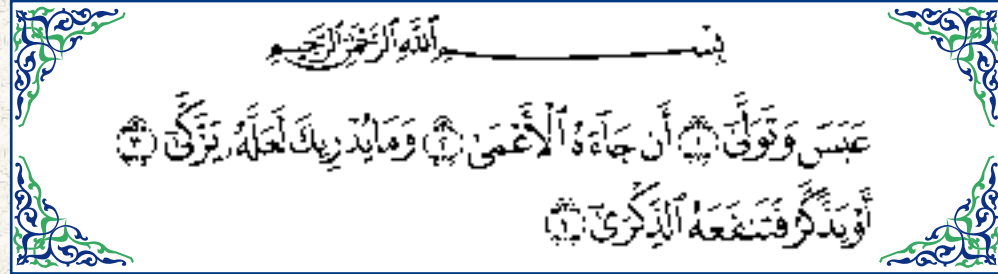 بِسْمِ ٱللَّهِ ٱلرَّحْمَٰنِ ٱلرَّحِيمِ
عَبَسَ وَتَوَلَّىٰٓ ۝١ أَن جَآءَهُ ٱلْأَعْمَىٰ ۝٢ وَمَا يُدْرِيكَ لَعَلَّهُۥ يَزَّكَّىٰٓ ۝٣
أَوْ يَذَّكَّرُ فَتَنفَعَهُ ٱلذِّكْرَىٰٓ ۝٤